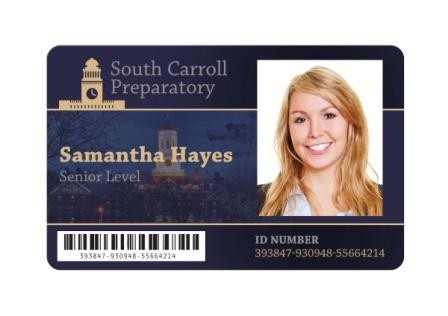 South Carroll
Preparatory
Samantha Hayes
Senior Level
393847-930948-55664214
ID NUMBER
393847-930948-55664214